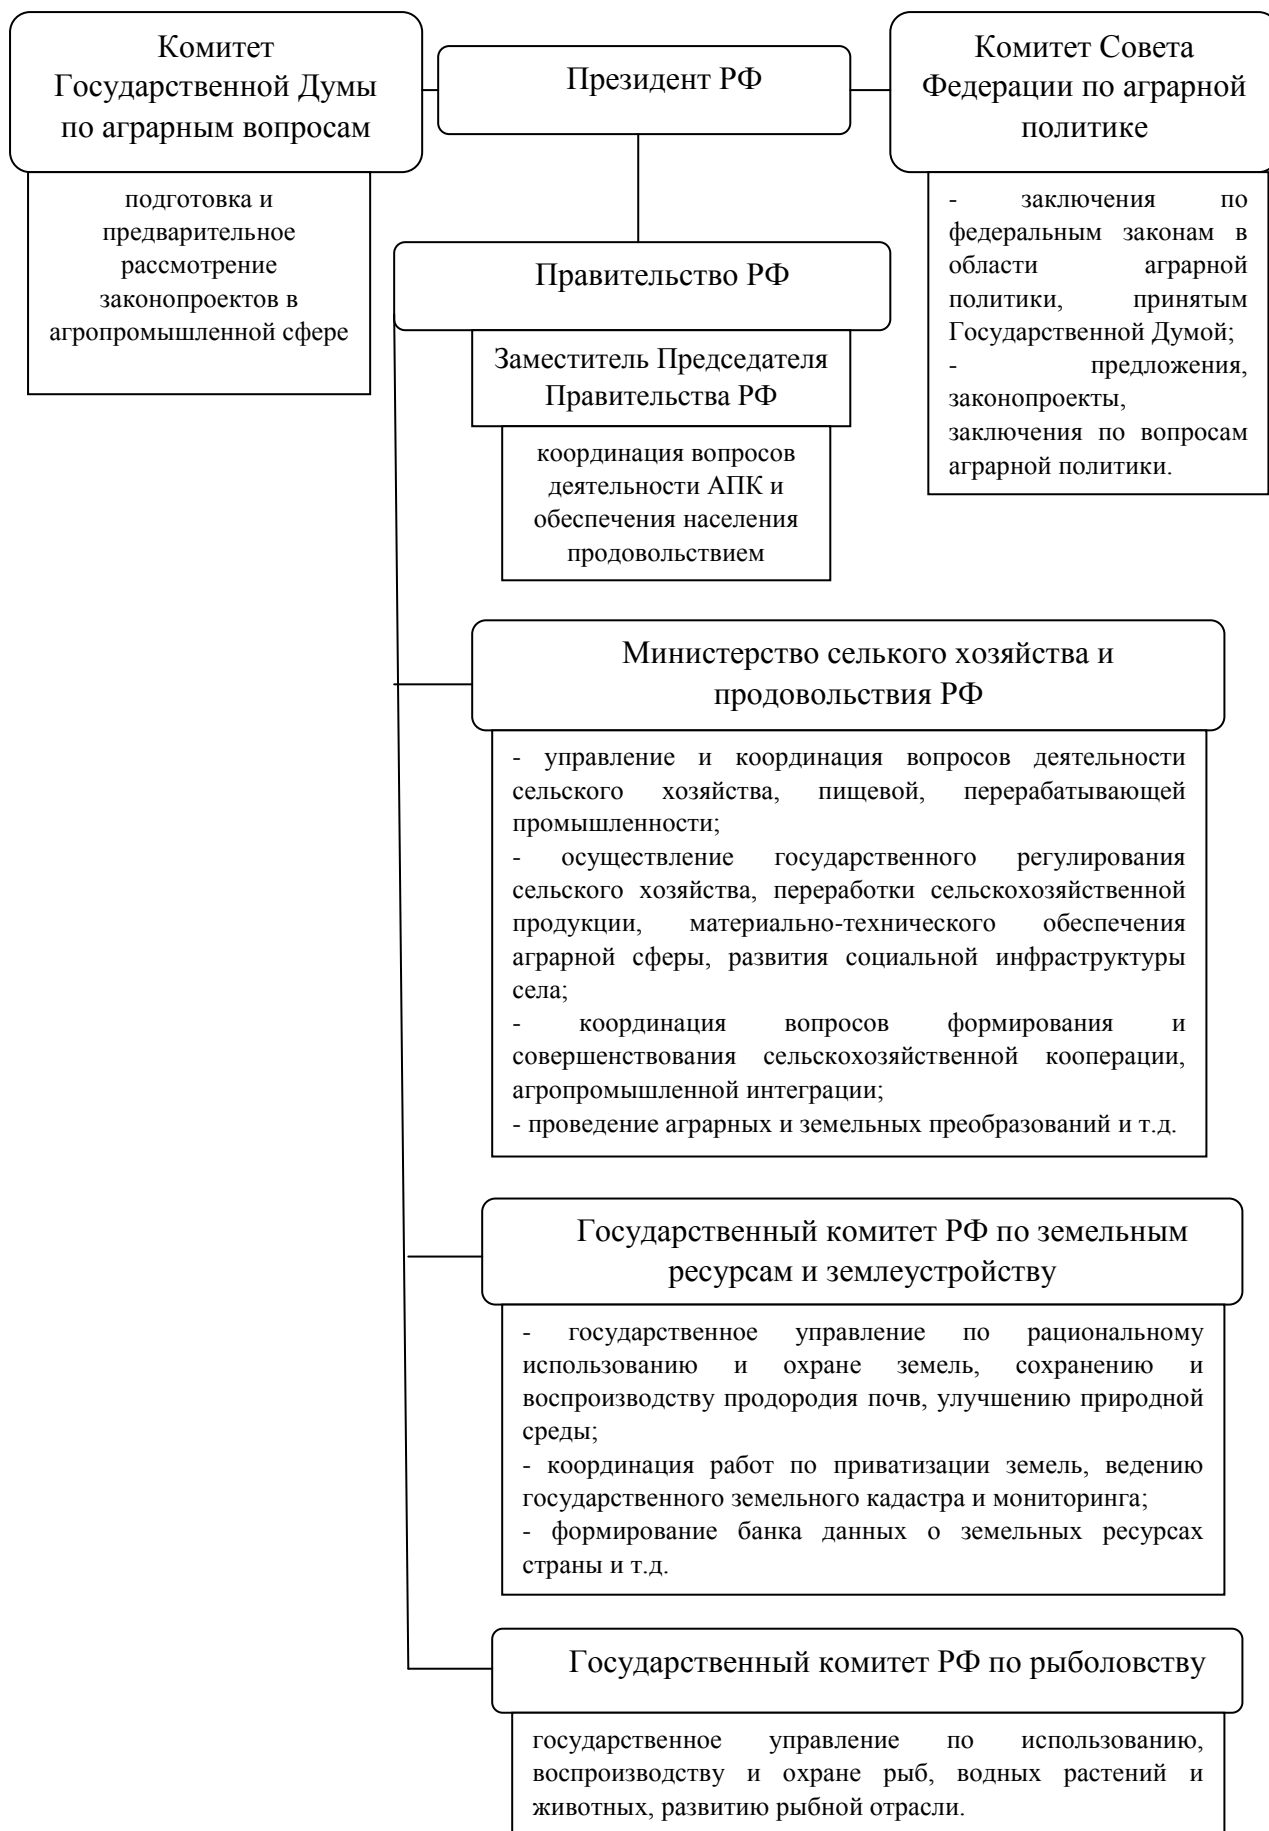 Комитет
Государственной Думы
по аграрным вопросам
подготовка и
предварительное
рассмотрение
законопроектов в
агропромышленной сфере
Президент РФ
Комитет Совета
Федерации по аграрной
политике
- заключения по
федеральным законам в
области аграрной
политики, принятым
Государственной Думой;
- предложения,
законопроекты,
заключения по вопросам
аграрной политики.
Правительство РФ
Заместитель Председателя
Правительства РФ
координация вопросов
деятельности АПК и
обеспечения населения
продовольствием
Министерство селького хозяйства и
продовольствия РФ
- управление и координация вопросов деятельности
сельского хозяйства, пищевой, перерабатывающей
промышленности;
- осуществление государственного регулирования
сельского хозяйства, переработки сельскохозяйственной
продукции, материально-технического обеспечения
аграрной сферы, развития социальной инфраструктуры
села;
- координация вопросов формирования и
совершенствования сельскохозяйственной кооперации,
агропромышленной интеграции;
- проведение аграрных и земельных преобразований и т.д.
Государственный комитет РФ по земельным
ресурсам и землеустройству
- государственное управление по рациональному
использованию и охране земель, сохранению и
воспроизводству продородия почв, улучшению природной
среды;
- координация работ по приватизации земель, ведению
государственного земельного кадастра и мониторинга;
- формирование банка данных о земельных ресурсах
страны и т.д.
Государственный комитет РФ по рыболовству
государственное управление по использованию,
воспроизводству и охране рыб, водных растений и
животных, развитию рыбной отрасли.